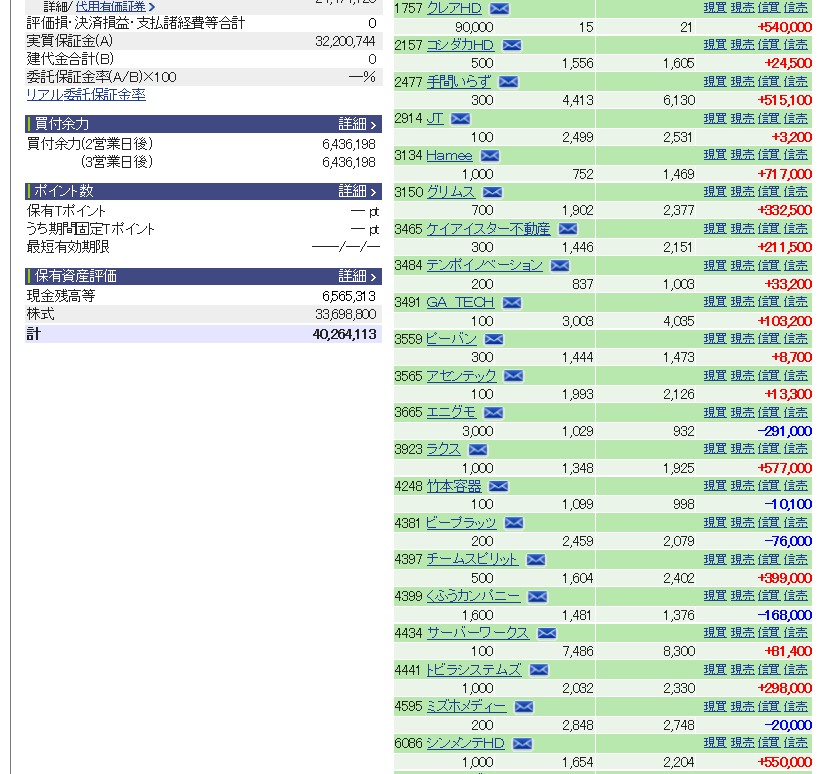 詳細/代用有価証券
評価損・決済損益・支払諸経費等合計 0
実質保証金(A) 32,200,744
建代金合計(B) 0
委託保証金率(A/B)×100 ―%
リアル委託保証金率
買付余力 詳細
買付余力(2営業日後) 6,436,198
(3営業日後) 6,436,198
ポイント数 詳細
保有Tポイント ― pt
うち期間固定Tポイント ― pt
最短有効期限 ――/―/―
保有資産評価 詳細
現金残高等 6,565,313
株式 33,698,800
計 40,264,113
1757 クレアHD 現買 現売 信買 信売
90,000 15 21 +540,000
2157 コシダカHD 現買 現売 信買 信売
500 1,556 1,605 +24,500
2477 手間いらず 現買 現売 信買 信売
300 4,413 6,130 +515,100
2914 JT 現買 現売 信買 信売
100 2,499 2,531 +3,200
3134 Hamee 現買 現売 信買 信売
1,000 752 1,469 +717,000
3150 グリムス 現買 現売 信買 信売
700 1,902 2,377 +332,500
3465 ケイアイスター不動産 現買 現売 信買 信売
300 1,446 2,151 +211,500
3484 テンポイノベーション 現買 現売 信買 信売
200 837 1,003 +33,200
3491 GA TECH 現買 現売 信買 信売
100 3,003 4,035 +103,200
3559 ピーバン 現買 現売 信買 信売
300 1,444 1,473 +8,700
3565 アセンテック 現買 現売 信買 信売
100 1,993 2,126 +13,300
3665 エニグモ 現買 現売 信買 信売
3,000 1,029 932 -291,000
3923 ラクス 現買 現売 信買 信売
1,000 1,348 1,925 +577,000
4248 竹本容器 現買 現売 信買 信売
100 1,099 998 -10,100
4381 ビープラッツ 現買 現売 信買 信売
200 2,459 2,079 -76,000
4397 チームスピリット 現買 現売 信買 信売
500 1,604 2,402 +399,000
4399 くふうカンパニー 現買 現売 信買 信売
1,600 1,481 1,376 -168,000
4434 サーバーワークス 現買 現売 信買 信売
100 7,486 8,300 +81,400
4441 トビラシステムズ 現買 現売 信買 信売
1,000 2,032 2,330 +298,000
4595 ミズホメディー 現買 現売 信買 信売
200 2,848 2,748 -20,000
6086 シンメンテHD 現買 現売 信買 信売
1,000 1,654 2,204 +550,000